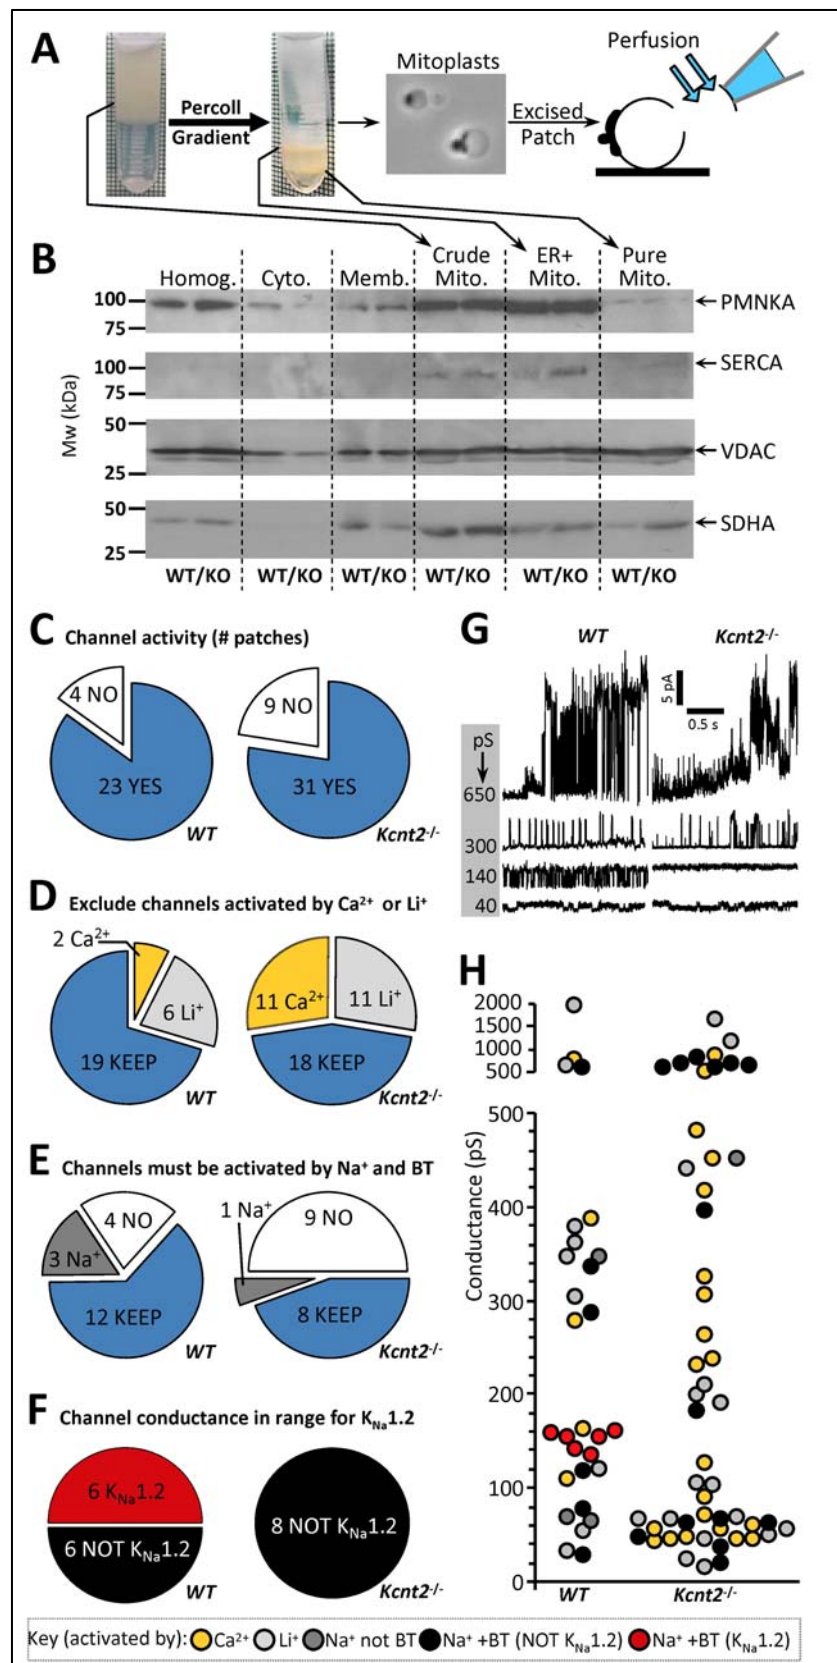 A
Percoll
Gradient
Mitoplasts
Excised
Patch
Perfusion
B
Homog.
Cyto.
Memb.
Crude
Mito.
ER+
Mito.
Pure
Mito.
Mw (kDa)
100
75
PMNKA
100
75
SERCA
50
25
VDAC
50
25
SDHA
WT/KO WT/KO WT/KO WT/KO WT/KO WT/KO
C Channel activity (# patches)
4 NO
23 YES
WT
9 NO
31 YES
Kcnt2-/-
D Exclude channels activated by Ca²⁺ or Li⁺
2 Ca²⁺
6 Li⁺
19 KEEP
WT
11 Ca²⁺
11 Li⁺
18 KEEP
Kcnt2-/-
E Channels must be activated by Na⁺ and BT
4 NO
3 Na⁺
12 KEEP
WT
1 Na⁺
9 NO
8 KEEP
Kcnt2-/-
F Channel conductance in range for KNa1.2
6 KNa1.2
6 NOT KNa1.2
WT
8 NOT KNa1.2
Kcnt2-/-
G
WT
Kcnt2-/-
5 pA
0.5 s
pS
650
300
140
40
H
Conductance (pS)
2000
1500
1000
500
500
400
300
200
100
0
WT
Kcnt2-/-
Key (activated by): Ca²⁺ Li⁺ Na⁺ not BT Na⁺ +BT (NOT KNa1.2) Na⁺ +BT (KNa1.2)